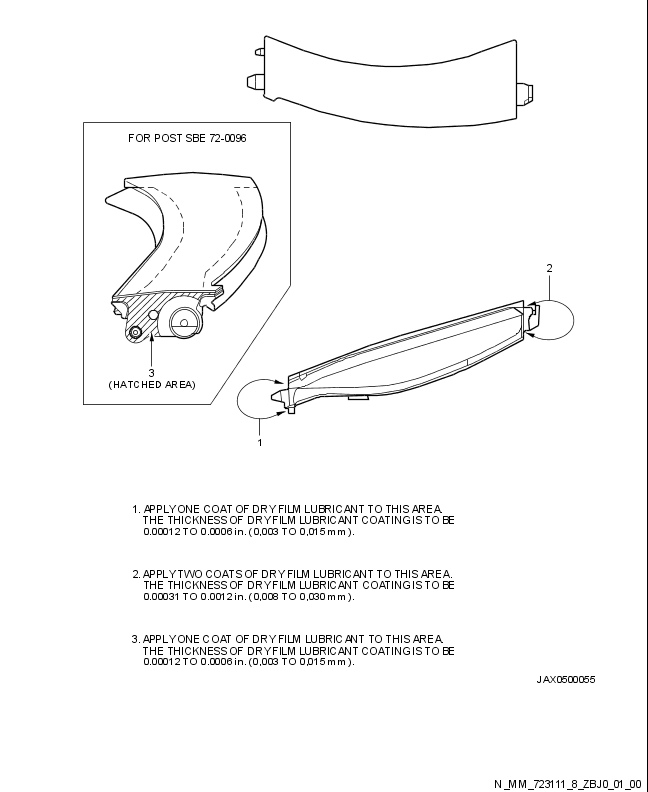 FOR POST SBE 72-0096
2
3
(HATCHED AREA)
1
1. APPLY ONE COAT OF DRY FILM LUBRICANT TO THIS AREA.
THE THICKNESS OF DRY FILM LUBRICANT COATING IS TO BE
0.00012 TO 0.0006 in. (0,003 TO 0,015 mm).
2. APPLY TWO COATS OF DRY FILM LUBRICANT TO THIS AREA.
THE THICKNESS OF DRY FILM LUBRICANT COATING IS TO BE
0.00031 TO 0.0012 in. (0,008 TO 0,030 mm).
3. APPLY ONE COAT OF DRY FILM LUBRICANT TO THIS AREA.
THE THICKNESS OF DRY FILM LUBRICANT COATING IS TO BE
0.00012 TO 0.0006 in. (0,003 TO 0,015 mm).
JAX0500055
N_MM_723111_8_ZBJ0_01_00